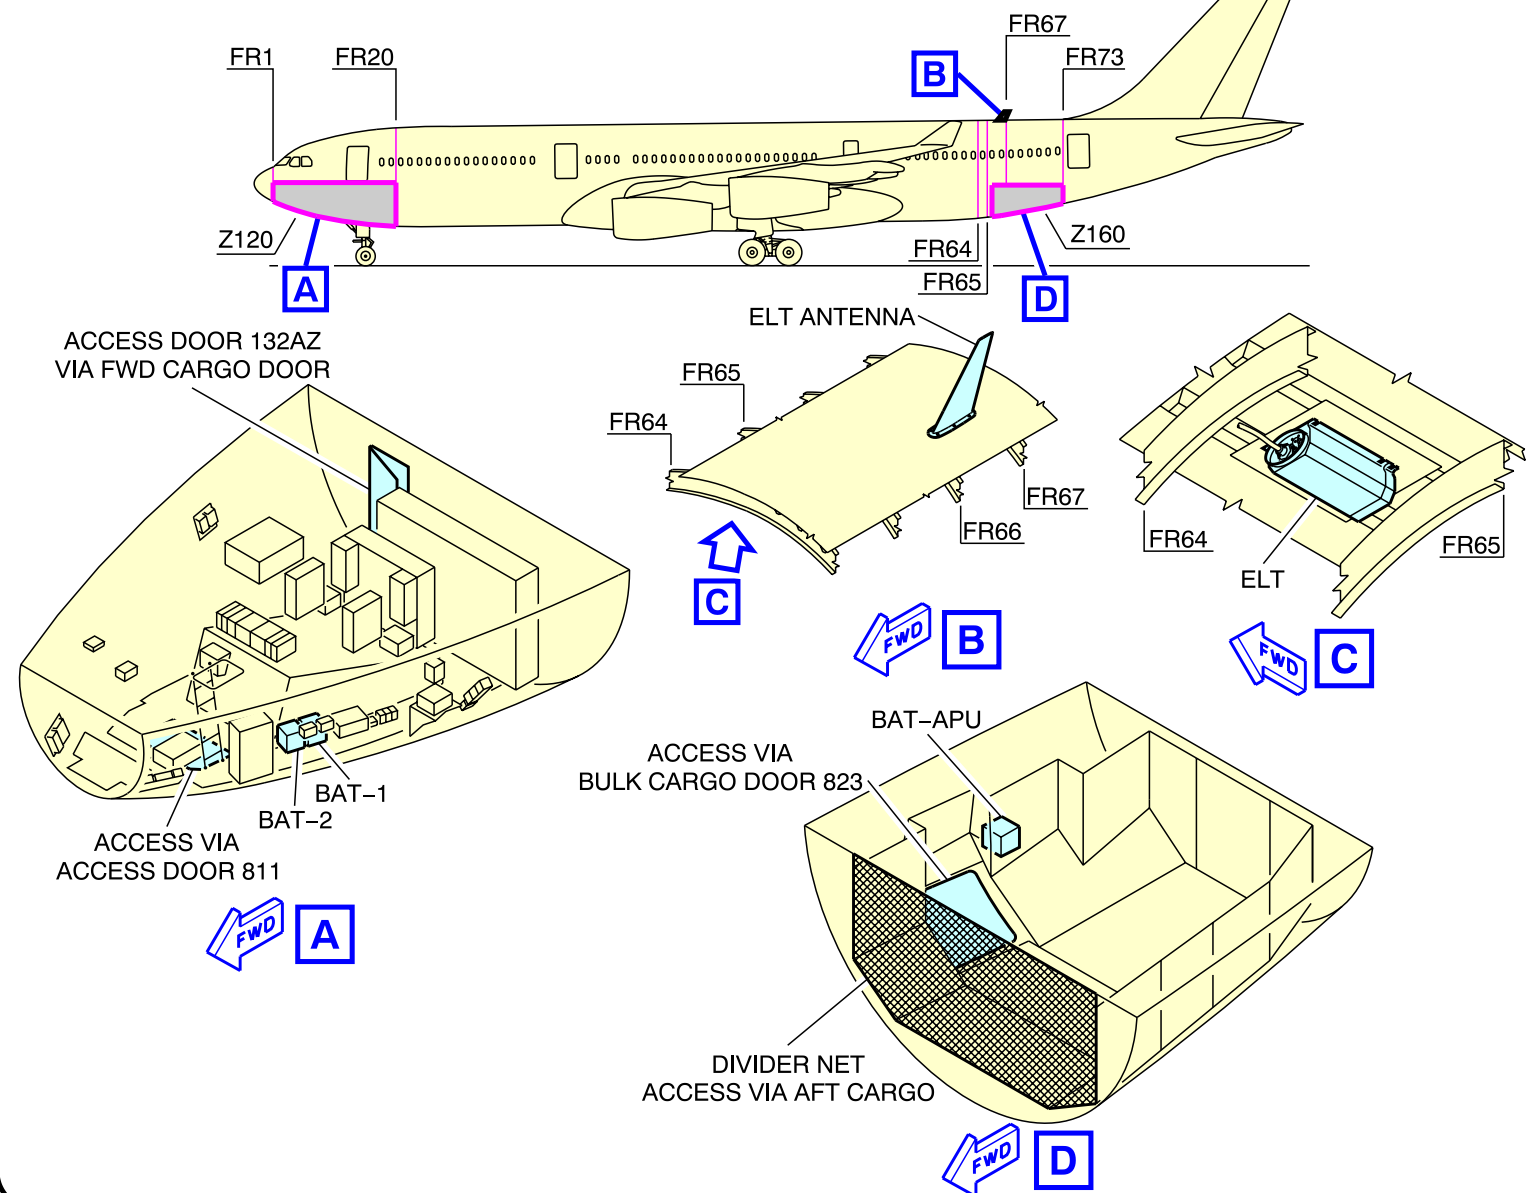 FR67
FR1
FR20
FR73
B
Z120
Z160
FR64
FR65
A
D
ACCESS DOOR 132AZ
VIA FWD CARGO DOOR
ELT ANTENNA
FR65
FR64
FR67
FR66
C
FWD
B
FR64
FR65
ELT
FWD
C
BAT-1
BAT-2
ACCESS VIA
ACCESS DOOR 811
FWD
A
BAT-APU
ACCESS VIA
BULK CARGO DOOR 823
DIVIDER NET
ACCESS VIA AFT CARGO
FWD
D